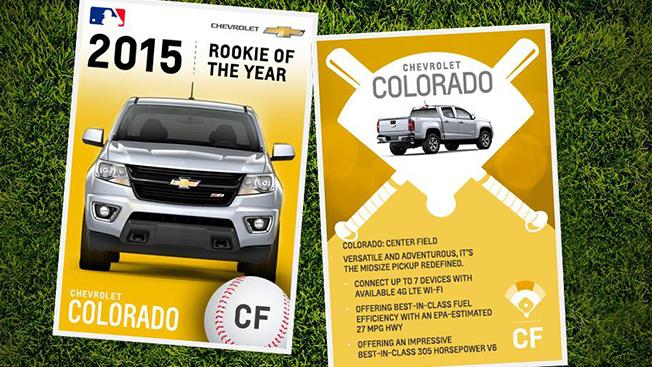 CHEVROLET
2015
ROOKIE OF
THE YEAR
CHEVROLET
COLORADO
CF
CHEVROLET
COLORADO
COLORADO: CENTER FIELD
VERSATILE AND ADVENTUROUS, IT'S
THE MIDSIZE PICKUP REDEFINED.
• CONNECT UP TO 7 DEVICES WITH
AVAILABLE 4G LTE WI-FI
• OFFERING BEST-IN-CLASS FUEL
EFFICIENCY WITH AN EPA-ESTIMATED
27 MPG HWY
• OFFERING AN IMPRESSIVE
BEST-IN-CLASS 305 HORSEPOWER V6
CF